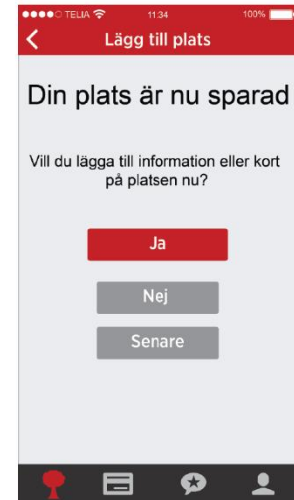 TELIA 11:34 100%
Lägg till plats
Din plats är nu sparad
Vill du lägga till information eller kort
på platsen nu?
Ja
Nej
Senare